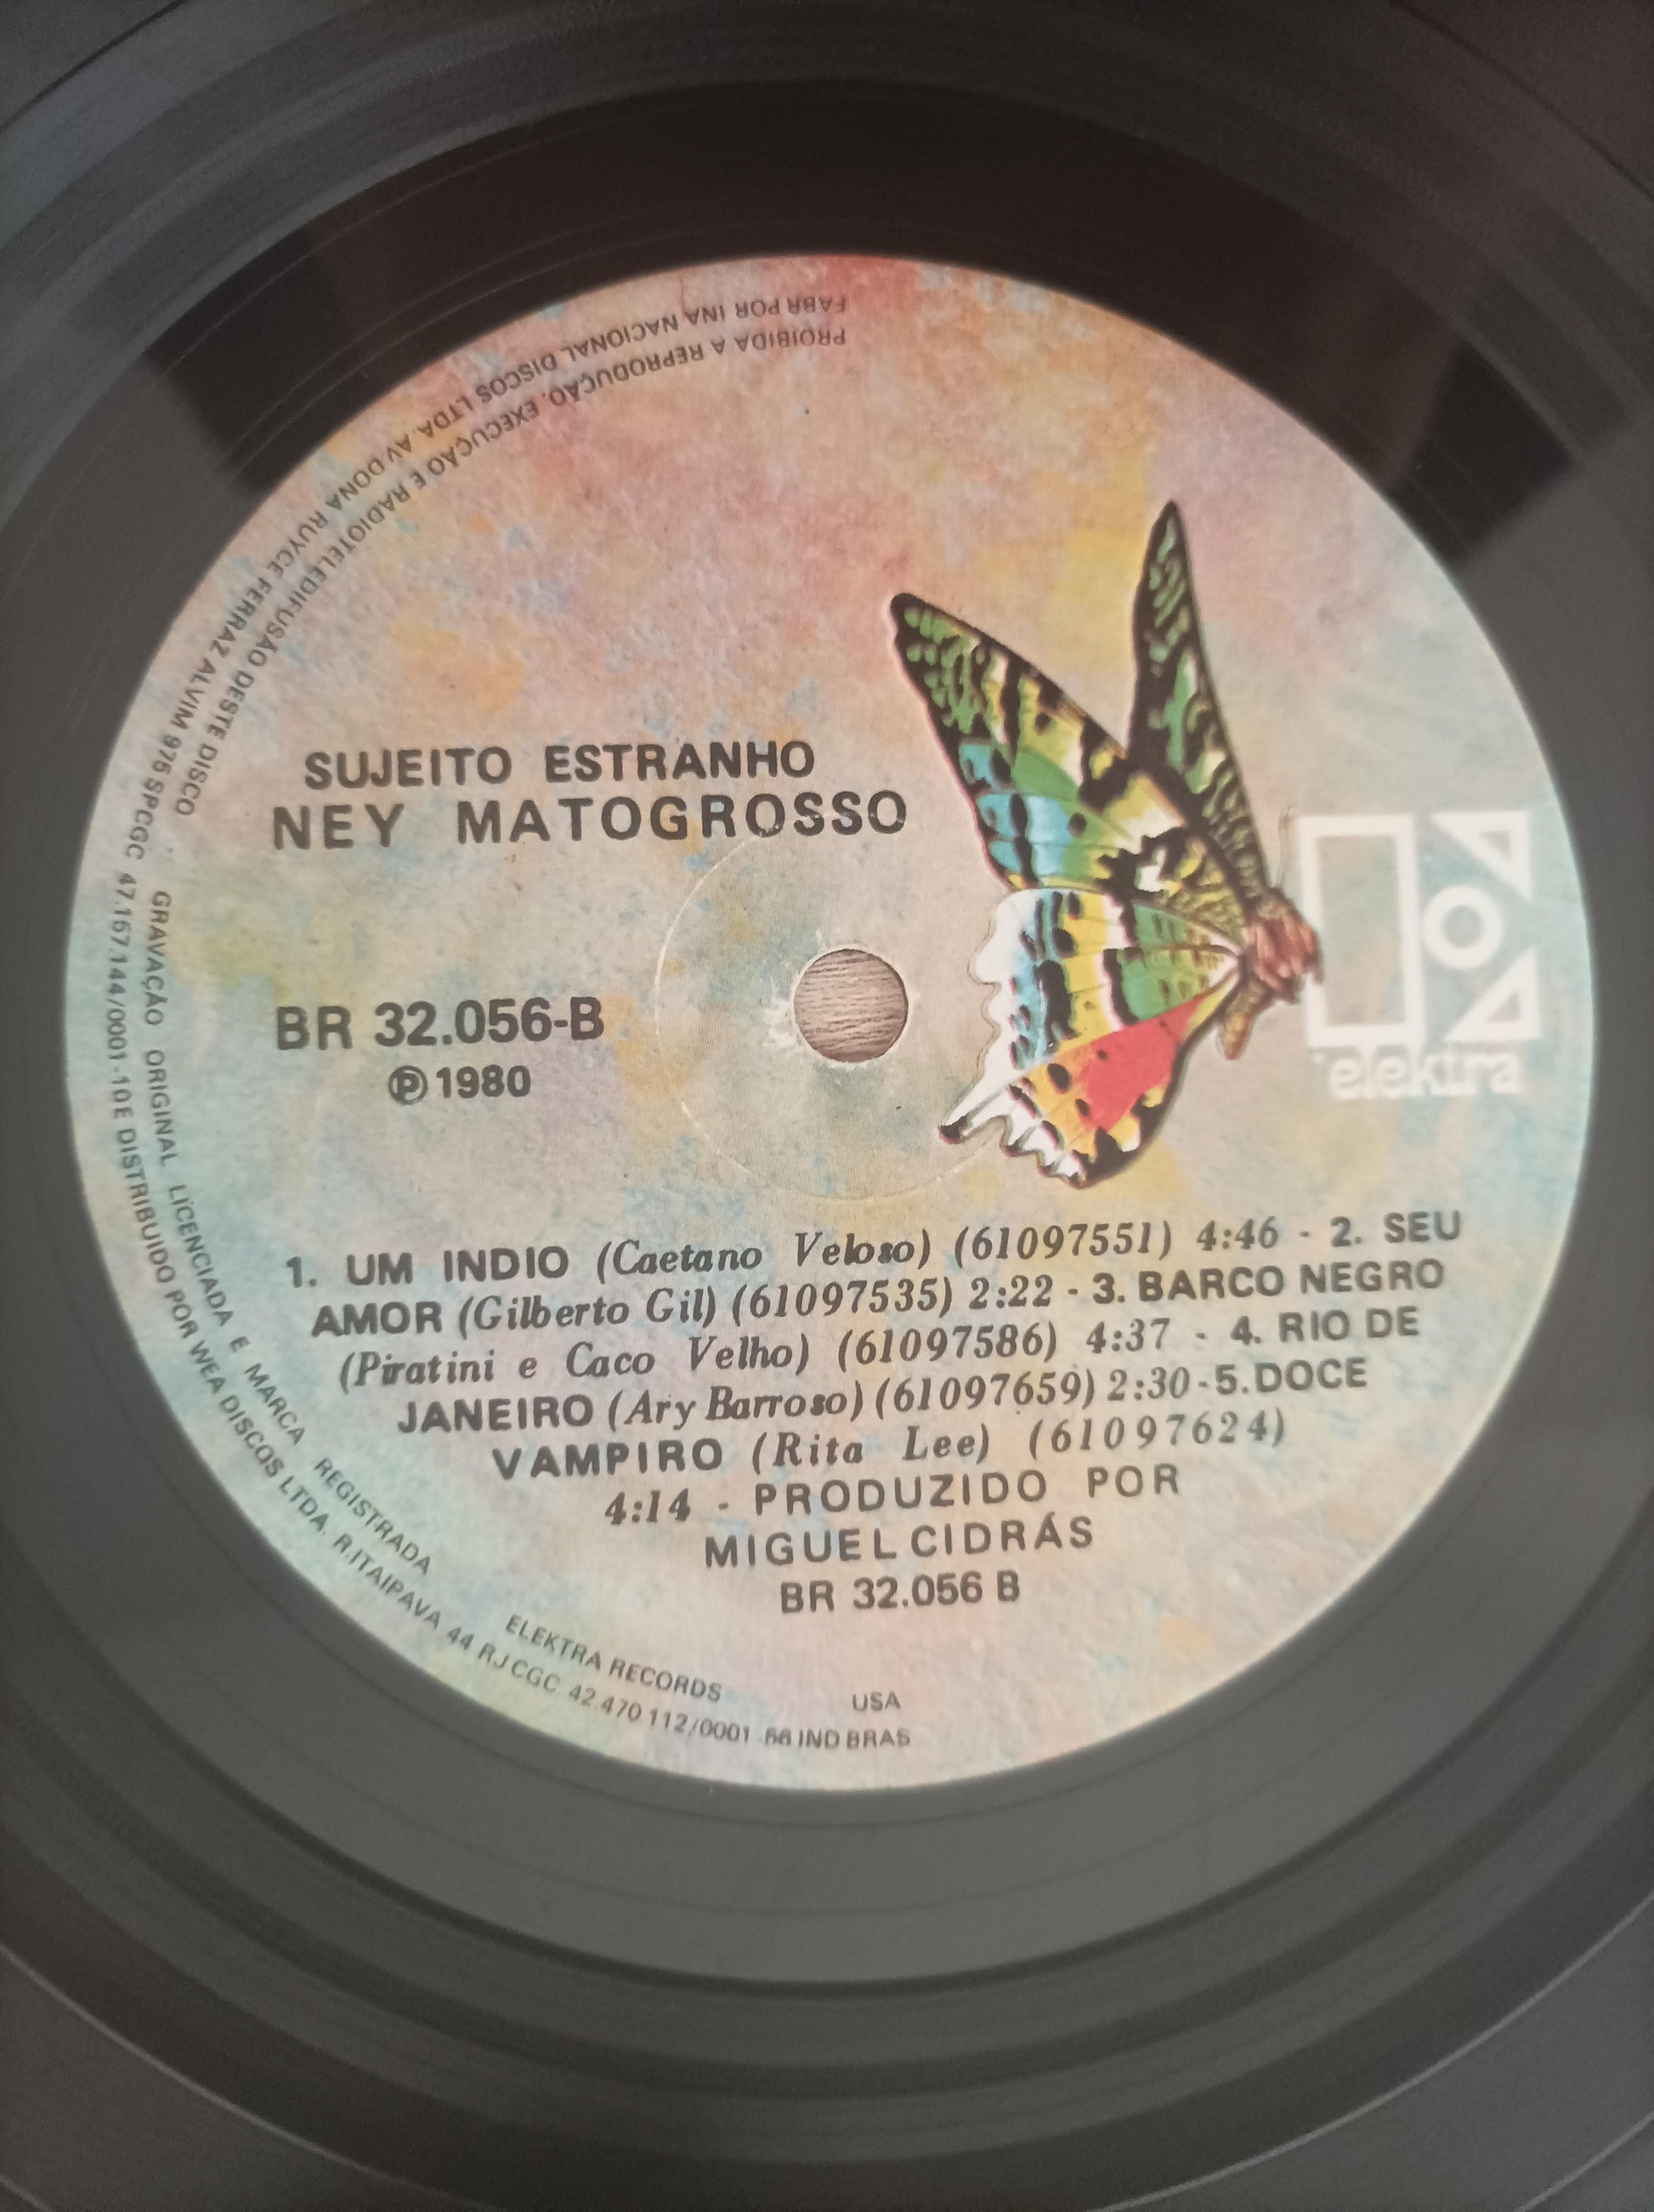 FABR POR INA NACIONAL DISCOS LTDA. AV DONA RUYCE FERRAZ ALVIM 975 SP CGC 47.167.144/0001-10 E DISTRIBUIDO POR WEA DISCOS LTDA. R.ITAIPAVA 44 RJ CGC 42.470.112/0001 IND BRAS
PROIBIDA A REPRODUÇÃO, EXECUÇÃO E RADIOTELEDIFUSÃO DESTE DISCO
GRAVAÇÃO ORIGINAL LICENCIADA E MARCA REGISTRADA
ELEKTRA RECORDS USA
SUJEITO ESTRANHO
NEY MATOGROSSO
BR 32.056-B
℗ 1980
elektra
1. UM INDIO (Caetano Veloso) (61097551) 4:46 - 2. SEU
AMOR (Gilberto Gil) (61097535) 2:22 - 3. BARCO NEGRO
(Piratini e Caco Velho) (61097586) 4:37 - 4. RIO DE
JANEIRO (Ary Barroso) (61097659) 2:30-5.DOCE
VAMPIRO (Rita Lee) (61097624)
4:14 - PRODUZIDO POR
MIGUEL CIDRÁS
BR 32.056 B